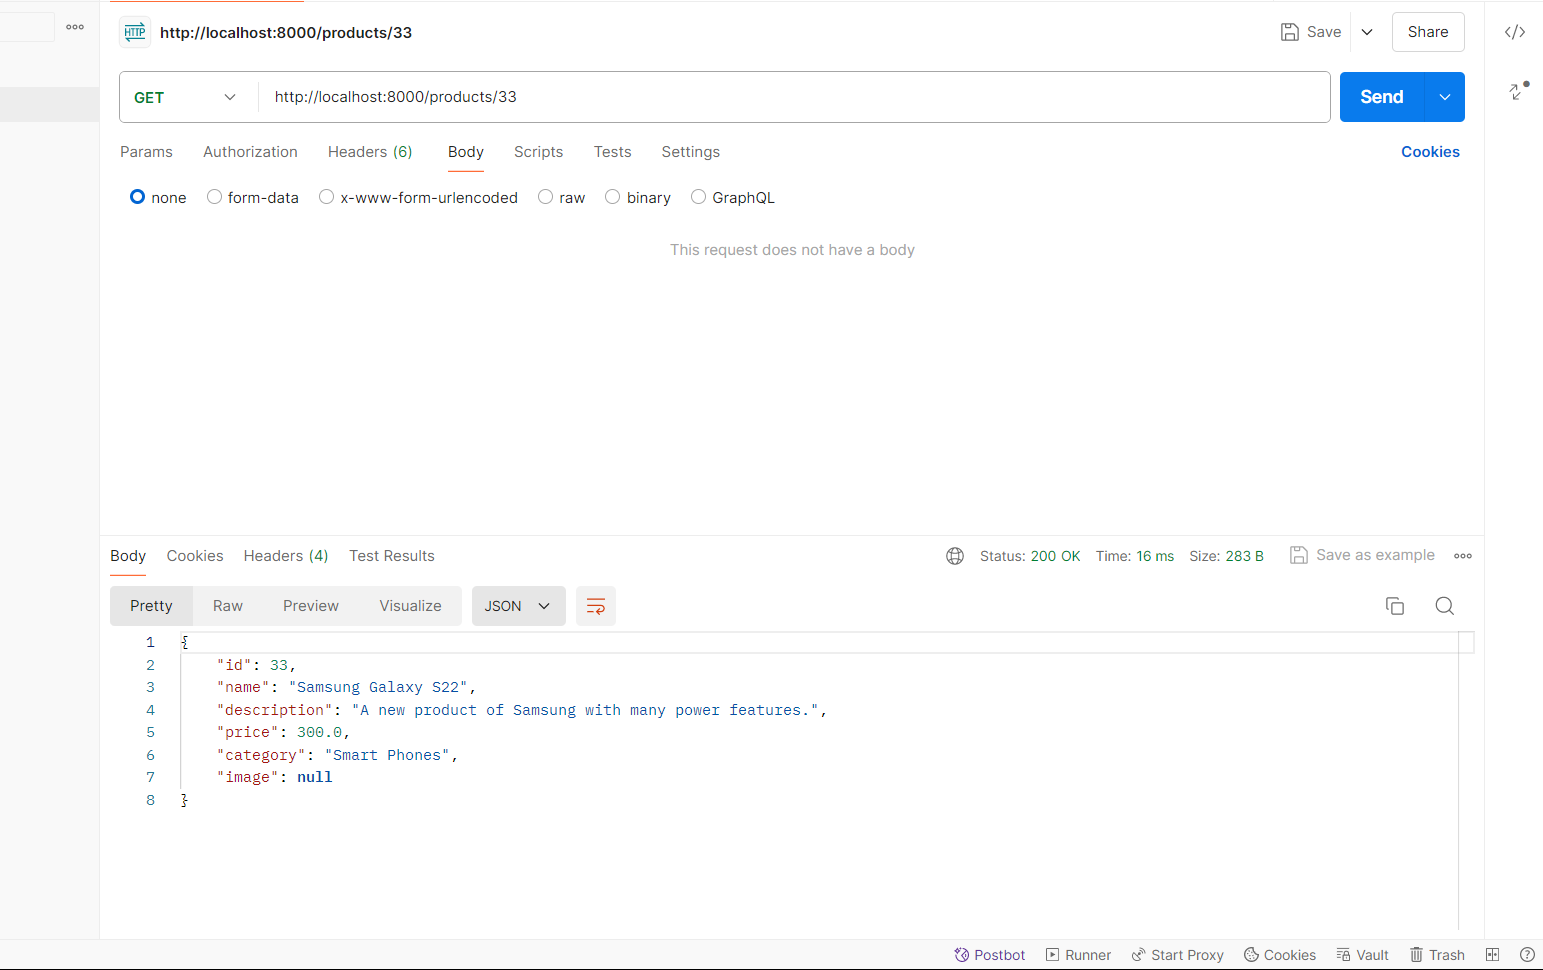 HTTP http://localhost:8000/products/33 Save Share
GET http://localhost:8000/products/33 Send
Params Authorization Headers (6) Body Scripts Tests Settings Cookies
none form-data x-www-form-urlencoded raw binary GraphQL
This request does not have a body
Body Cookies Headers (4) Test Results Status: 200 OK Time: 16 ms Size: 283 B Save as example
Pretty Raw Preview Visualize JSON
1 {
2 "id": 33,
3 "name": "Samsung Galaxy S22",
4 "description": "A new product of Samsung with many power features.",
5 "price": 300.0,
6 "category": "Smart Phones",
7 "image": null
8 }
Postbot Runner Start Proxy Cookies Vault Trash